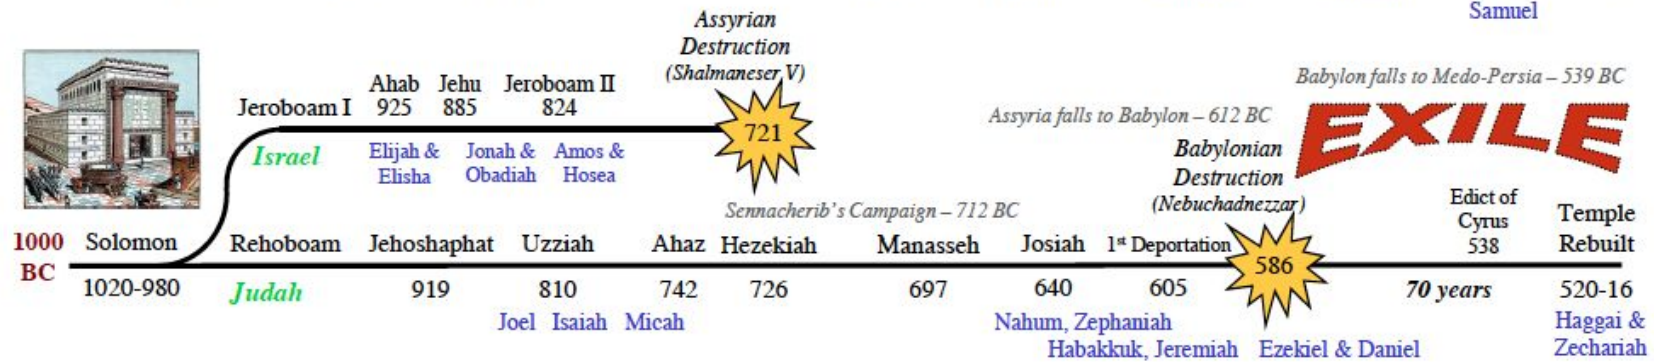 Samuel
Assyrian
Destruction
(Shalmaneser V)
Babylon falls to Medo-Persia – 539 BC
Ahab Jehu Jeroboam II
Jeroboam I 925 885 824
EXILE
Assyria falls to Babylon – 612 BC
721
Israel Elijah & Jonah & Amos &
Elisha Obadiah Hosea
Babylonian
Destruction
(Nebuchadnezzar)
Edict of
Cyrus
538
Temple
Rebuilt
Sennacherib's Campaign – 712 BC
1000
BC
Solomon Rehoboam Jehoshaphat Uzziah Ahaz Hezekiah Manasseh Josiah 1st Deportation
586
1020-980 Judah 919 810 742 726 697 640 605 70 years 520-16
Joel Isaiah Micah Nahum, Zephaniah Haggai &
Habakkuk, Jeremiah Ezekiel & Daniel Zechariah